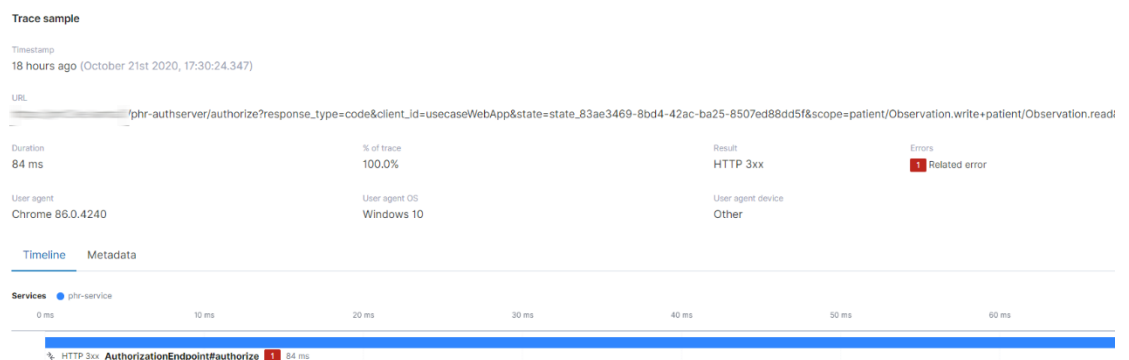 Trace sample
Timestamp
18 hours ago (October 21st 2020, 17:30:24.347)
URL
/phr-authserver/authorize?response_type=code&client_id=usecaseWebApp&state=state_83ae3469-8bd4-42ac-ba25-8507ed88dd5f&scope=patient/Observation.write+patient/Observation.read&
Duration % of trace Result Errors
84 ms 100.0% HTTP 3xx 1 Related error
User agent User agent OS User agent device
Chrome 86.0.4240 Windows 10 Other
Timeline Metadata
Services phr-service
0 ms 10 ms 20 ms 30 ms 40 ms 50 ms 60 ms
HTTP 3xx AuthorizationEndpoint#authorize 1 84 ms